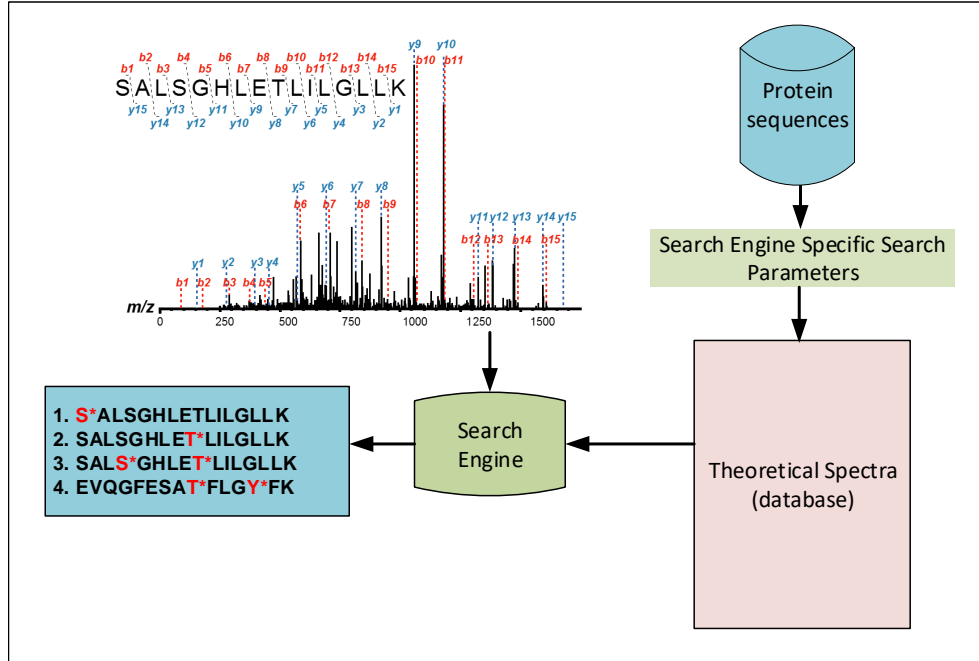 b2 b4 b6 b8 b10 b12 b14
b1 b3 b5 b7 b9 b11 b13 b15
SALSGHLETLILGLLK
y15 y13 y11 y9 y7 y5 y3 y1
y14 y12 y10 y8 y6 y4 y2
y9 y10
b10 b11
y5 y6 y7 y8
b6 b7 b8 b9
y11 y12 y13 y14 y15
b12 b13 b14 b15
y1 y2 y3 y4
b1 b2 b3 b4 b5
m/z
0 250 500 750 1000 1250 1500
Protein
sequences
Search Engine Specific Search
Parameters
Theoretical Spectra
(database)
Search
Engine
1. S*ALSGHLETLILGLLK
2. SALSGHLET*LILGLLK
3. SALS*GHLET*LILGLLK
4. EVQGFESAT*FLGY*FK